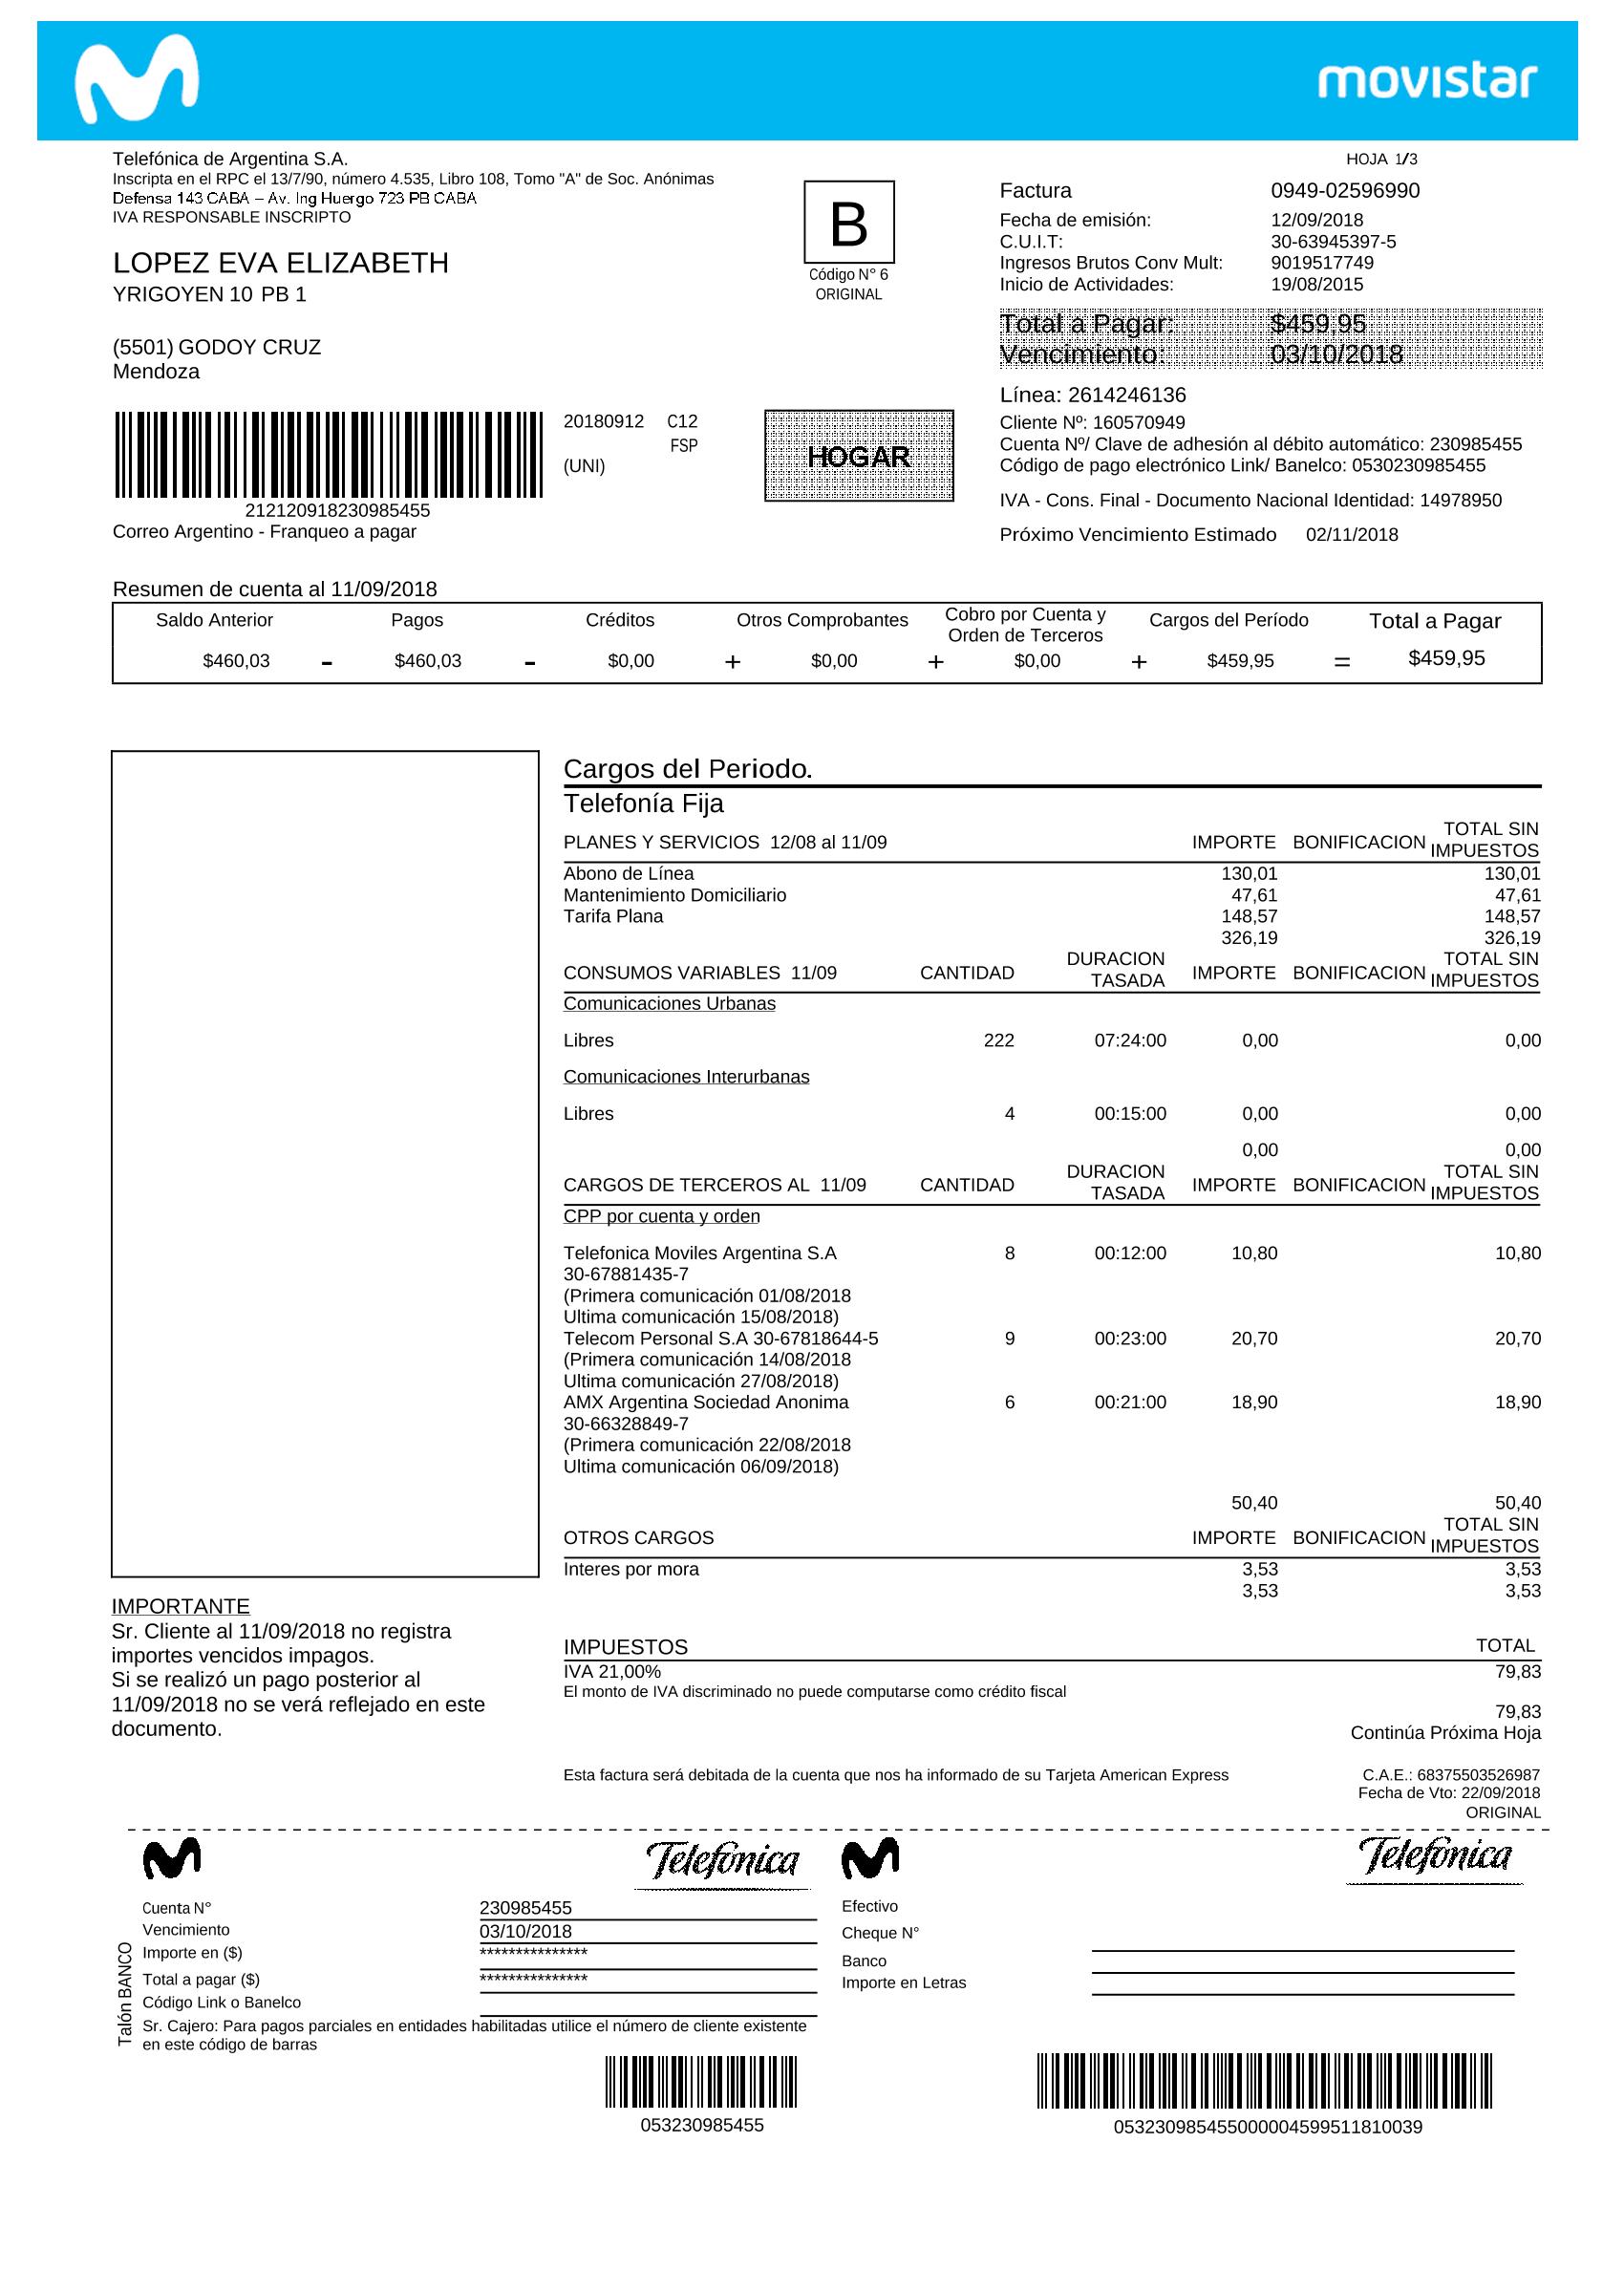 movistar
Telefónica de Argentina S.A.
Inscripta en el RPC el 13/7/90, número 4.535, Libro 108, Tomo "A" de Soc. Anónimas
Defensa 143 CABA – Av. Ing Huergo 723 PB CABA
IVA RESPONSABLE INSCRIPTO
LOPEZ EVA ELIZABETH
YRIGOYEN 10 PB 1
(5501) GODOY CRUZ
Mendoza
B
Código N° 6
ORIGINAL
HOJA 1/3
Factura 0949-02596990
Fecha de emisión: 12/09/2018
C.U.I.T: 30-63945397-5
Ingresos Brutos Conv Mult: 9019517749
Inicio de Actividades: 19/08/2015
Total a Pagar: $459,95
Vencimiento: 03/10/2018
Línea: 2614246136
Cliente Nº: 160570949
Cuenta Nº/ Clave de adhesión al débito automático: 230985455
Código de pago electrónico Link/ Banelco: 0530230985455
IVA - Cons. Final - Documento Nacional Identidad: 14978950
Próximo Vencimiento Estimado 02/11/2018
20180912 C12
FSP
(UNI)
HOGAR
212120918230985455
Correo Argentino - Franqueo a pagar
Resumen de cuenta al 11/09/2018
Saldo Anterior Pagos Créditos Otros Comprobantes Cobro por Cuenta y Orden de Terceros Cargos del Período Total a Pagar
$460,03 - $460,03 - $0,00 + $0,00 + $0,00 + $459,95 = $459,95
Cargos del Periodo.
Telefonía Fija
PLANES Y SERVICIOS 12/08 al 11/09 IMPORTE BONIFICACION TOTAL SIN IMPUESTOS
Abono de Línea 130,01 130,01
Mantenimiento Domiciliario 47,61 47,61
Tarifa Plana 148,57 148,57
326,19 326,19
CONSUMOS VARIABLES 11/09 CANTIDAD DURACION TASADA IMPORTE BONIFICACION TOTAL SIN IMPUESTOS
Comunicaciones Urbanas
Libres 222 07:24:00 0,00 0,00
Comunicaciones Interurbanas
Libres 4 00:15:00 0,00 0,00
0,00 0,00
CARGOS DE TERCEROS AL 11/09 CANTIDAD DURACION TASADA IMPORTE BONIFICACION TOTAL SIN IMPUESTOS
CPP por cuenta y orden
Telefonica Moviles Argentina S.A 8 00:12:00 10,80 10,80
30-67881435-7
(Primera comunicación 01/08/2018
Ultima comunicación 15/08/2018)
Telecom Personal S.A 30-67818644-5 9 00:23:00 20,70 20,70
(Primera comunicación 14/08/2018
Ultima comunicación 27/08/2018)
AMX Argentina Sociedad Anonima 6 00:21:00 18,90 18,90
30-66328849-7
(Primera comunicación 22/08/2018
Ultima comunicación 06/09/2018)
50,40 50,40
OTROS CARGOS IMPORTE BONIFICACION TOTAL SIN IMPUESTOS
Interes por mora 3,53 3,53
3,53 3,53
IMPORTANTE
Sr. Cliente al 11/09/2018 no registra
importes vencidos impagos.
Si se realizó un pago posterior al
11/09/2018 no se verá reflejado en este
documento.
IMPUESTOS TOTAL
IVA 21,00% 79,83
El monto de IVA discriminado no puede computarse como crédito fiscal
79,83
Continúa Próxima Hoja
Esta factura será debitada de la cuenta que nos ha informado de su Tarjeta American Express
C.A.E.: 68375503526987
Fecha de Vto: 22/09/2018
ORIGINAL
Telefónica
Telefónica
Talón BANCO
Cuenta N° 230985455
Vencimiento 03/10/2018
Importe en ($) ***************
Total a pagar ($) ***************
Código Link o Banelco
Sr. Cajero: Para pagos parciales en entidades habilitadas utilice el número de cliente existente
en este código de barras
053230985455
Efectivo
Cheque N°
Banco
Importe en Letras
053230985455000004599511810039